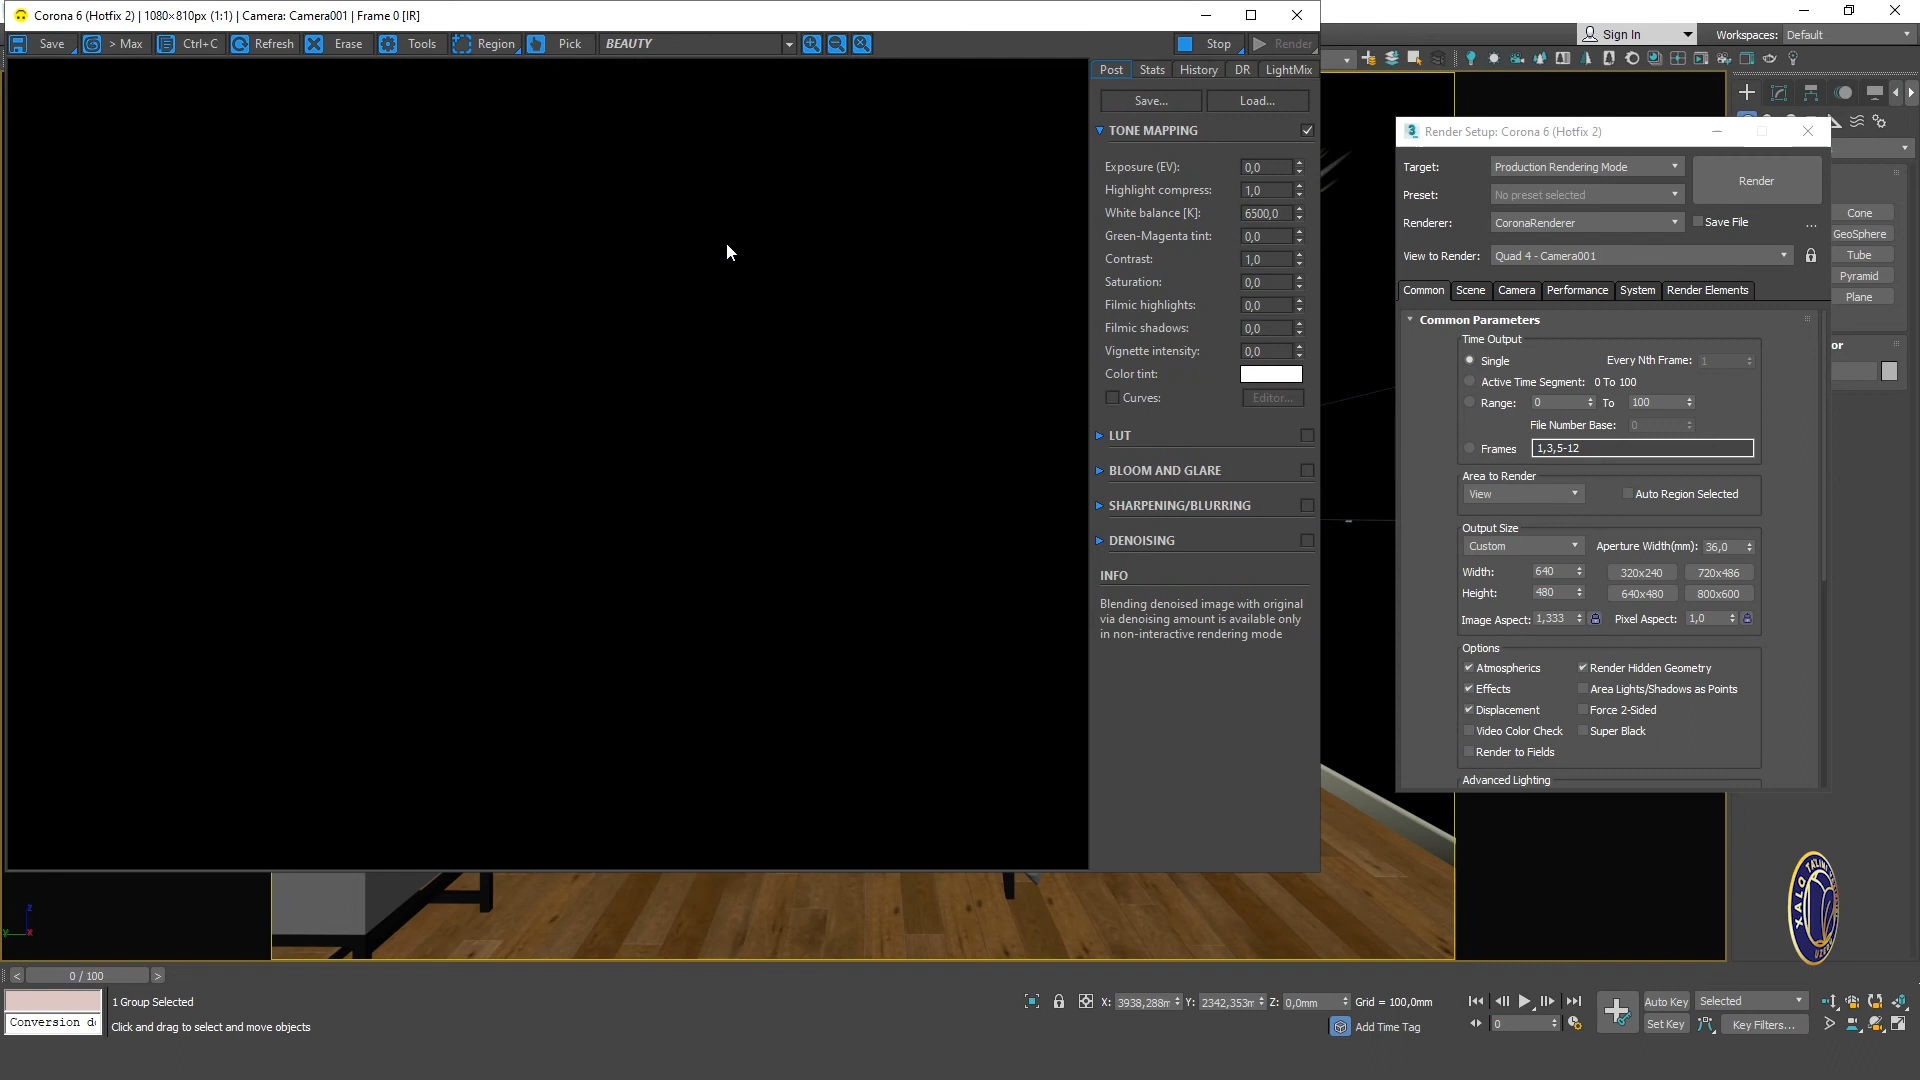 Corona 6 (Hotfix 2) | 1080×810px (1:1) | Camera: Camera001 | Frame 0 [IR]
Sign In Workspaces: Default
Save > Max Ctrl+C Refresh Erase Tools Region Pick BEAUTY Stop Render
Post Stats History DR LightMix
Save... Load...
TONE MAPPING
Exposure (EV): 0,0
Highlight compress: 1,0
White balance [K]: 6500,0
Green-Magenta tint: 0,0
Contrast: 1,0
Saturation: 0,0
Filmic highlights: 0,0
Filmic shadows: 0,0
Vignette intensity: 0,0
Color tint:
Curves: Editor...
LUT
BLOOM AND GLARE
SHARPENING/BLURRING
DENOISING
INFO
Blending denoised image with original
via denoising amount is available only
in non-interactive rendering mode
Render Setup: Corona 6 (Hotfix 2)
Target: Production Rendering Mode
Render
Preset: No preset selected
Renderer: CoronaRenderer Save File ...
View to Render: Quad 4 - Camera001
Common Scene Camera Performance System Render Elements
Common Parameters
Time Output
Single Every Nth Frame: 1
Active Time Segment: 0 To 100
Range: 0 To 100
File Number Base: 0
Frames 1,3,5-12
Area to Render
View Auto Region Selected
Output Size
Custom Aperture Width(mm): 36,0
Width: 640 320x240 720x486
Height: 480 640x480 800x600
Image Aspect: 1,333 Pixel Aspect: 1,0
Options
Atmospherics Render Hidden Geometry
Effects Area Lights/Shadows as Points
Displacement Force 2-Sided
Video Color Check Super Black
Render to Fields
Advanced Lighting
Cone
GeoSphere
Tube
Pyramid
Plane
or
XALQ TA'LIMI
z
y x
< 0 / 100 >
1 Group Selected
Conversion d
Click and drag to select and move objects
X: 3938,288m Y: 2342,353m Z: 0,0mm Grid = 100,0mm
Add Time Tag
0
Auto Key Selected
Set Key Key Filters...